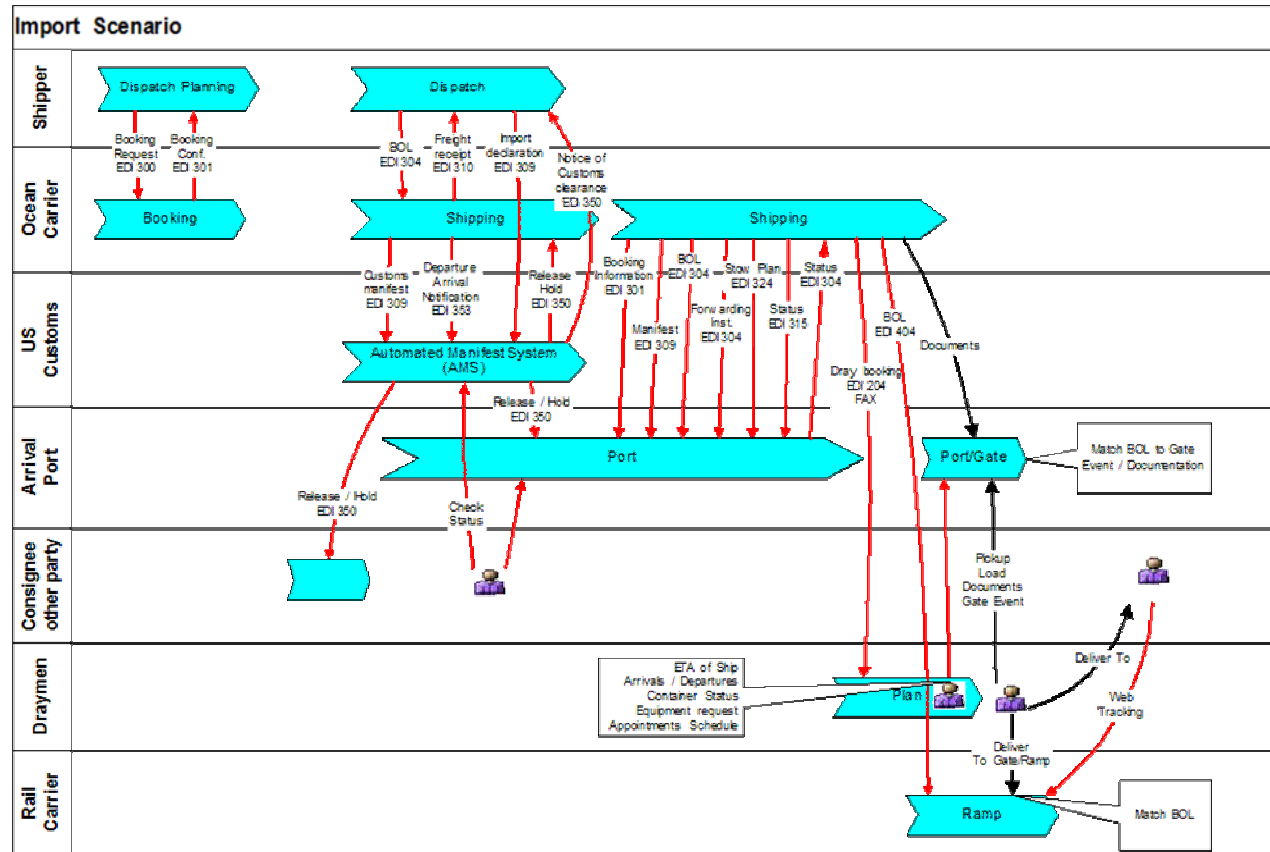 Import Scenario
Shipper
Dispatch Planning
Dispatch
Booking
Request
EDI 300
Booking
Conf.
EDI 301
BOL
EDI 304
Freight
receipt
EDI 310
Import
declaration
EDI 309
Notice of
Customs
clearance
EDI 350
Ocean
Carrier
Booking
Shipping
Shipping
Customs
manifest
EDI 309
Departure
Arrival
Notification
EDI 353
Release
Hold
EDI 350
Booking
Information
EDI 301
Manifest
EDI 309
BOL
EDI 304
Forwarding
Inst.
EDI 304
Stow Plan
EDI 324
Status
EDI 315
Status
EDI 304
BOL
EDI 404
Documents
US
Customs
Automated Manifest System
(AMS)
Dray booking
EDI 204
FAX
Release / Hold
EDI 350
Arrival
Port
Port
Port/Gate
Match BOL to Gate
Event / Documentation
Release / Hold
EDI 350
Check
Status
Consignee
other party
Pickup
Load
Documents
Gate Event
Deliver To
Draymen
ETA of Ship
Arrivals / Departures
Container Status
Equipment request
Appointments Schedule
Plan
Web
Tracking
Deliver
To Gate/Ramp
Rail
Carrier
Ramp
Match BOL